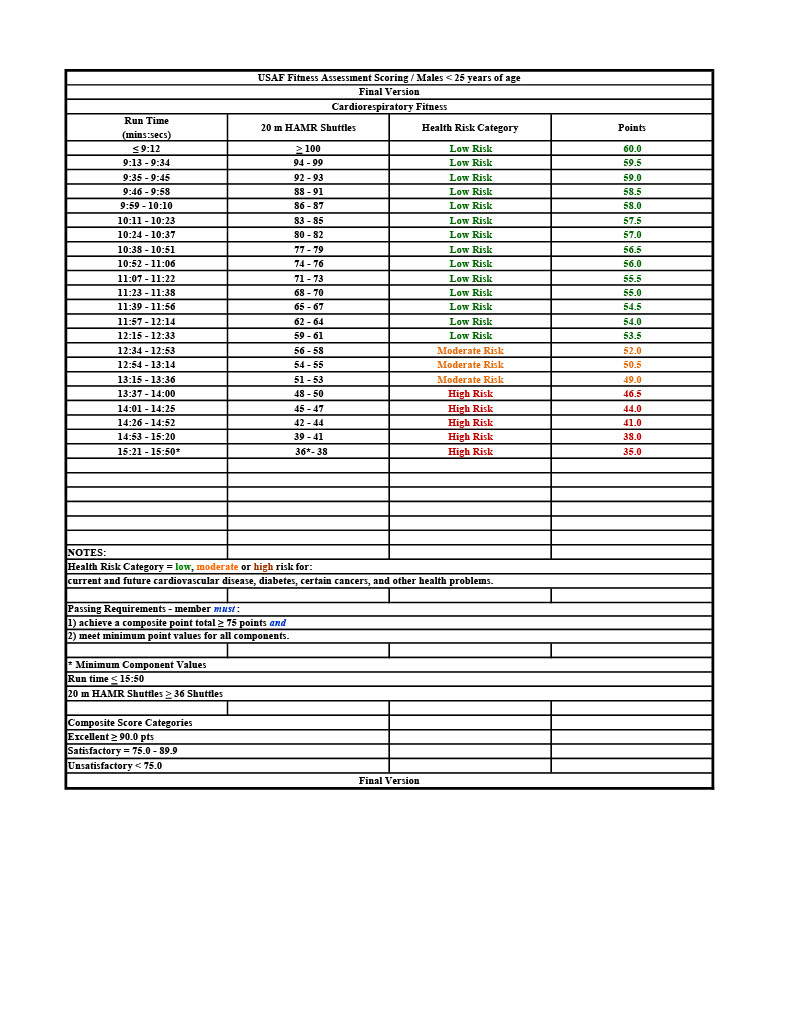 USAF Fitness Assessment Scoring / Males < 25 years of age
Final Version
Cardiorespiratory Fitness
Run Time (mins:secs) 20 m HAMR Shuttles Health Risk Category Points
≤ 9:12 ≥ 100 Low Risk 60.0
9:13 - 9:34 94 - 99 Low Risk 59.5
9:35 - 9:45 92 - 93 Low Risk 59.0
9:46 - 9:58 88 - 91 Low Risk 58.5
9:59 - 10:10 86 - 87 Low Risk 58.0
10:11 - 10:23 83 - 85 Low Risk 57.5
10:24 - 10:37 80 - 82 Low Risk 57.0
10:38 - 10:51 77 - 79 Low Risk 56.5
10:52 - 11:06 74 - 76 Low Risk 56.0
11:07 - 11:22 71 - 73 Low Risk 55.5
11:23 - 11:38 68 - 70 Low Risk 55.0
11:39 - 11:56 65 - 67 Low Risk 54.5
11:57 - 12:14 62 - 64 Low Risk 54.0
12:15 - 12:33 59 - 61 Low Risk 53.5
12:34 - 12:53 56 - 58 Moderate Risk 52.0
12:54 - 13:14 54 - 55 Moderate Risk 50.5
13:15 - 13:36 51 - 53 Moderate Risk 49.0
13:37 - 14:00 48 - 50 High Risk 46.5
14:01 - 14:25 45 - 47 High Risk 44.0
14:26 - 14:52 42 - 44 High Risk 41.0
14:53 - 15:20 39 - 41 High Risk 38.0
15:21 - 15:50* 36*- 38 High Risk 35.0
NOTES:
Health Risk Category = low, moderate or high risk for:
current and future cardiovascular disease, diabetes, certain cancers, and other health problems.
Passing Requirements - member must :
1) achieve a composite point total ≥ 75 points and
2) meet minimum point values for all components.
* Minimum Component Values
Run time ≤ 15:50
20 m HAMR Shuttles ≥ 36 Shuttles
Composite Score Categories
Excellent ≥ 90.0 pts
Satisfactory = 75.0 - 89.9
Unsatisfactory < 75.0
Final Version